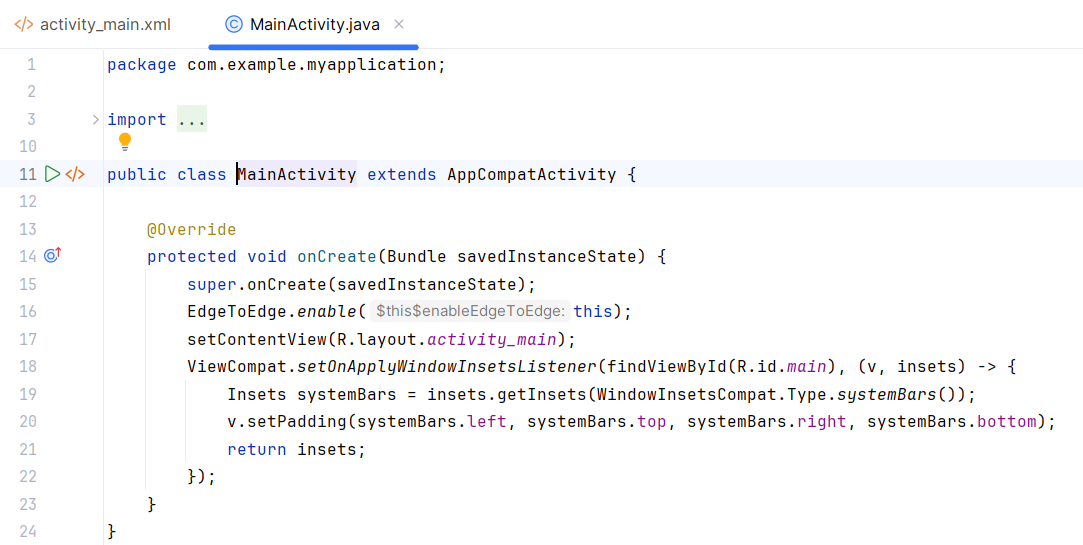 activity_main.xml MainActivity.java
1 package com.example.myapplication;
2
3 import ...
10
11 public class MainActivity extends AppCompatActivity {
12
13 @Override
14 protected void onCreate(Bundle savedInstanceState) {
15 super.onCreate(savedInstanceState);
16 EdgeToEdge.enable( $this$enableEdgeToEdge: this);
17 setContentView(R.layout.activity_main);
18 ViewCompat.setOnApplyWindowInsetsListener(findViewById(R.id.main), (v, insets) -> {
19 Insets systemBars = insets.getInsets(WindowInsetsCompat.Type.systemBars());
20 v.setPadding(systemBars.left, systemBars.top, systemBars.right, systemBars.bottom);
21 return insets;
22 });
23 }
24 }